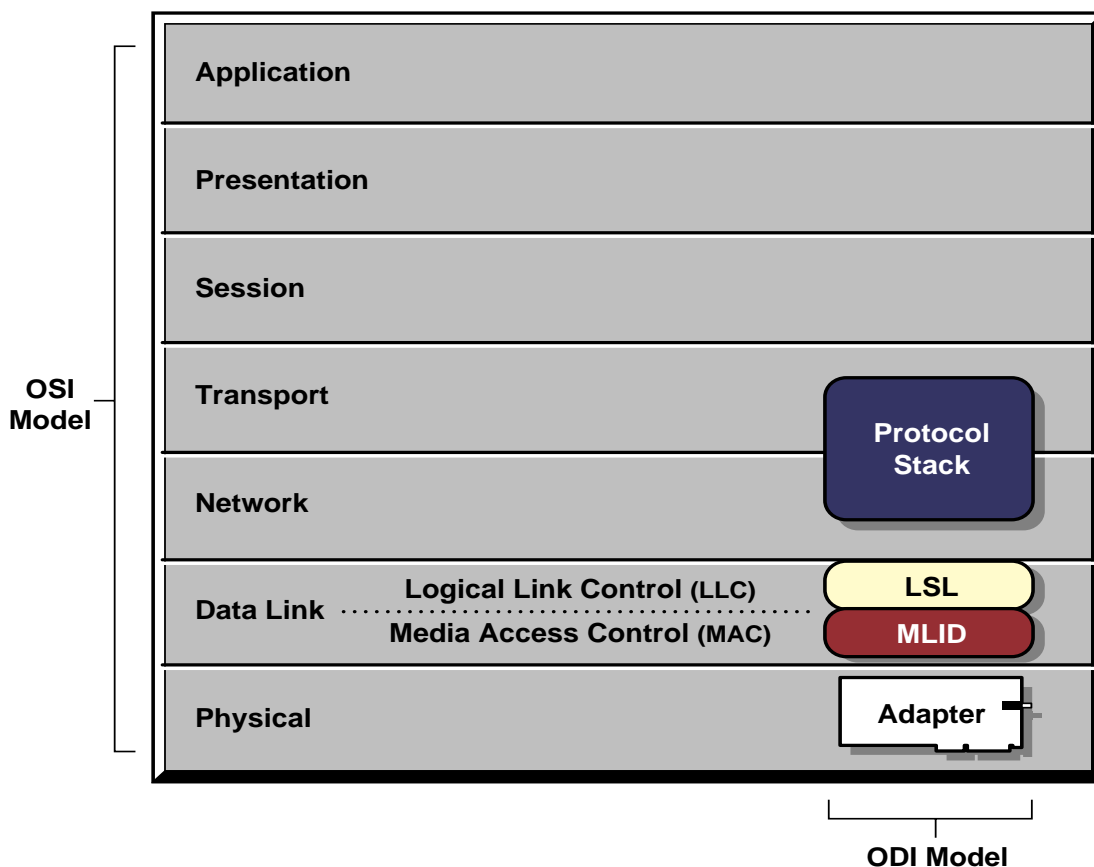 Application
Presentation
Session
OSI
Model
Transport
Protocol
Stack
Network
Data Link
Logical Link Control (LLC)
Media Access Control (MAC)
LSL
MLID
Physical
Adapter
ODI Model